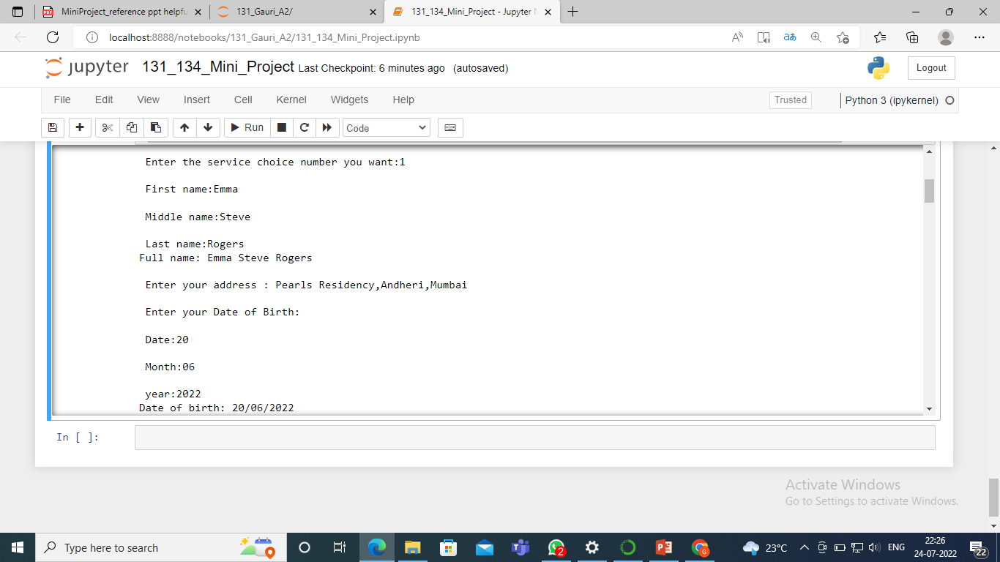 MiniProject_reference ppt helpfu
131_Gauri_A2/
131_134_Mini_Project - Jupyter N
localhost:8888/notebooks/131_Gauri_A2/131_134_Mini_Project.ipynb
jupyter 131_134_Mini_Project Last Checkpoint: 6 minutes ago (autosaved)
Logout
File Edit View Insert Cell Kernel Widgets Help
Trusted
Python 3 (ipykernel)
Run
Code
Enter the service choice number you want:1
First name:Emma
Middle name:Steve
Last name:Rogers
Full name: Emma Steve Rogers
Enter your address : Pearls Residency,Andheri,Mumbai
Enter your Date of Birth:
Date:20
Month:06
year:2022
Date of birth: 20/06/2022
In [ ]:
Activate Windows
Go to Settings to activate Windows.
Type here to search
2
G
23°C
ENG
22:26
24-07-2022
22